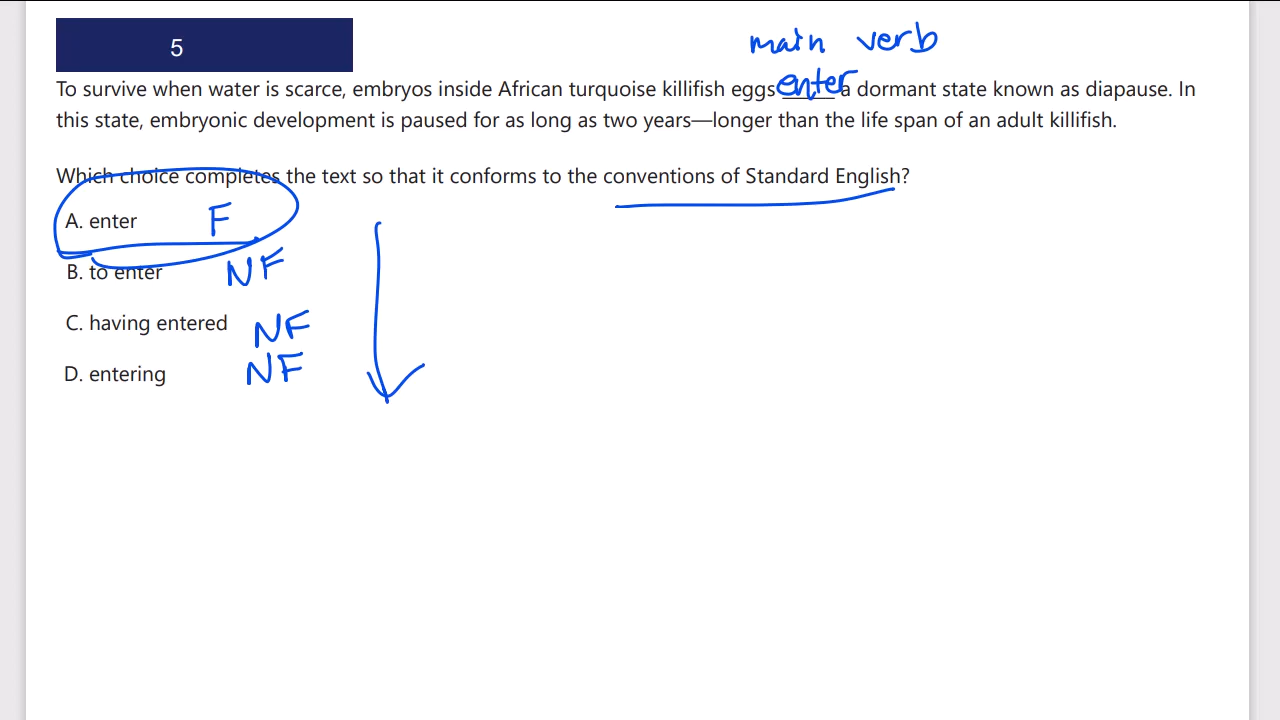 5
main verb
To survive when water is scarce, embryos inside African turquoise killifish eggs enter a dormant state known as diapause. In
this state, embryonic development is paused for as long as two years—longer than the life span of an adult killifish.
Which choice completes the text so that it conforms to the conventions of Standard English?
A. enter F
B. to enter NF
C. having entered NF
D. entering NF